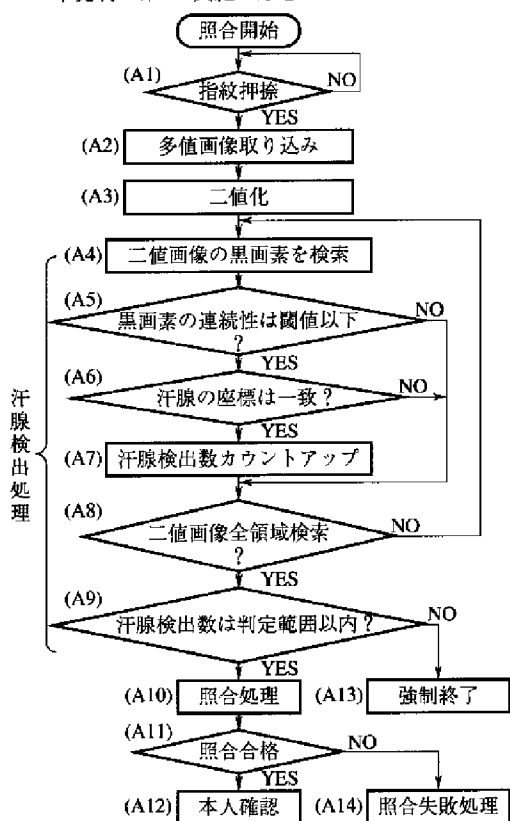 照合開始
(A1)
指紋押捺
NO
YES
(A2)
多値画像取り込み
(A3)
二値化
(A4)
二値画像の黒画素を検索
(A5)
黒画素の連続性は閾値以下
?
NO
YES
(A6)
汗腺の座標は一致?
NO
YES
(A7)
汗腺検出数カウントアップ
(A8)
二値画像全領域検索
?
NO
YES
(A9)
汗腺検出数は判定範囲以内?
NO
YES
汗腺検出処理
(A10)
照合処理
(A13)
強制終了
(A11)
照合合格
NO
YES
(A12)
本人確認
(A14)
照合失敗処理